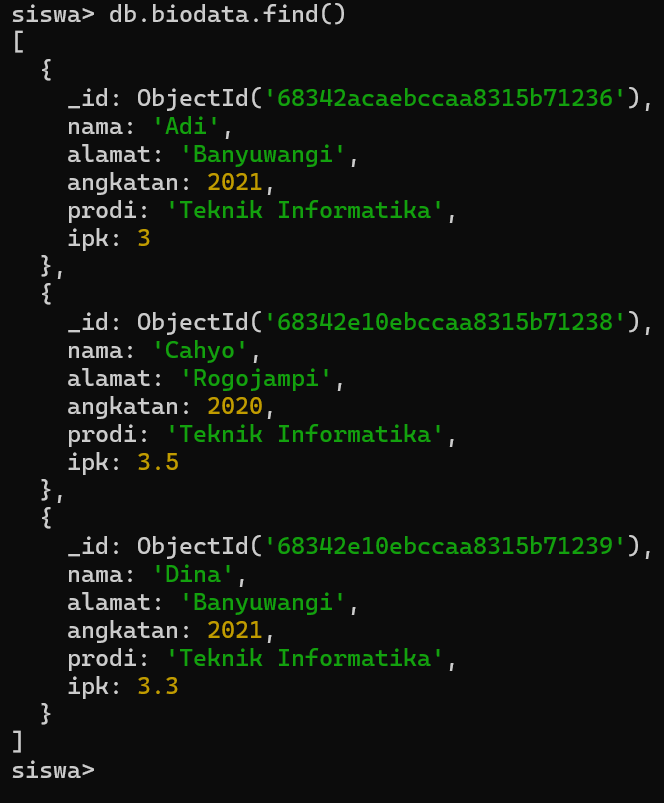 siswa> db.biodata.find()
[
  {
    _id: ObjectId('68342acaebccaa8315b71236'),
    nama: 'Adi',
    alamat: 'Banyuwangi',
    angkatan: 2021,
    prodi: 'Teknik Informatika',
    ipk: 3
  },
  {
    _id: ObjectId('68342e10ebccaa8315b71238'),
    nama: 'Cahyo',
    alamat: 'Rogojampi',
    angkatan: 2020,
    prodi: 'Teknik Informatika',
    ipk: 3.5
  },
  {
    _id: ObjectId('68342e10ebccaa8315b71239'),
    nama: 'Dina',
    alamat: 'Banyuwangi',
    angkatan: 2021,
    prodi: 'Teknik Informatika',
    ipk: 3.3
  }
]
siswa>